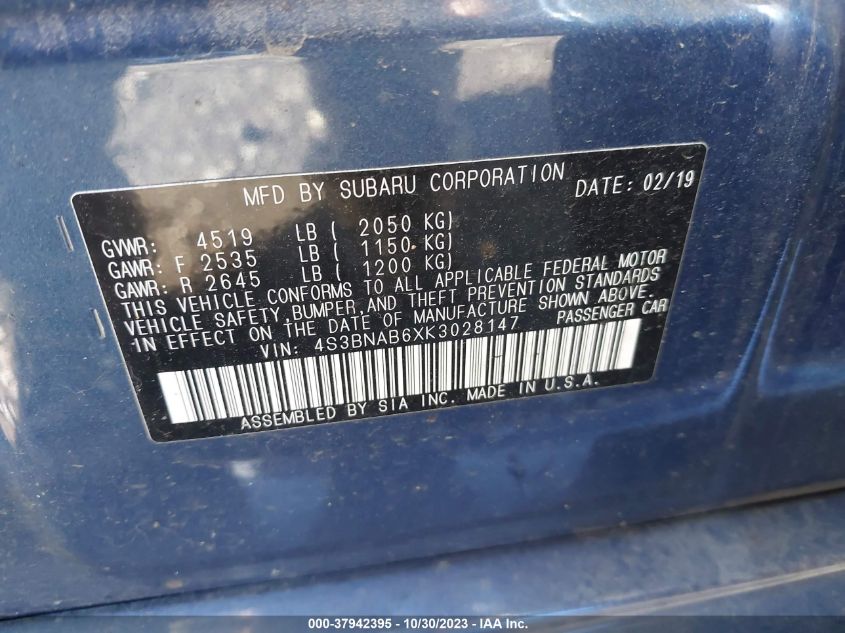 MFD BY SUBARU CORPORATION DATE: 02/19
GVWR: 4519 LB ( 2050 KG)
GAWR: F 2535 LB ( 1150 KG)
GAWR: R 2645 LB ( 1200 KG)
THIS VEHICLE CONFORMS TO ALL APPLICABLE FEDERAL MOTOR
VEHICLE SAFETY, BUMPER, AND THEFT PREVENTION STANDARDS
IN EFFECT ON THE DATE OF MANUFACTURE SHOWN ABOVE
VIN: 4S3BNAB6XK3028147 PASSENGER CAR
ASSEMBLED BY SIA INC. MADE IN U.S.A.
000-37942395 - 10/30/2023 - © IAA Inc.